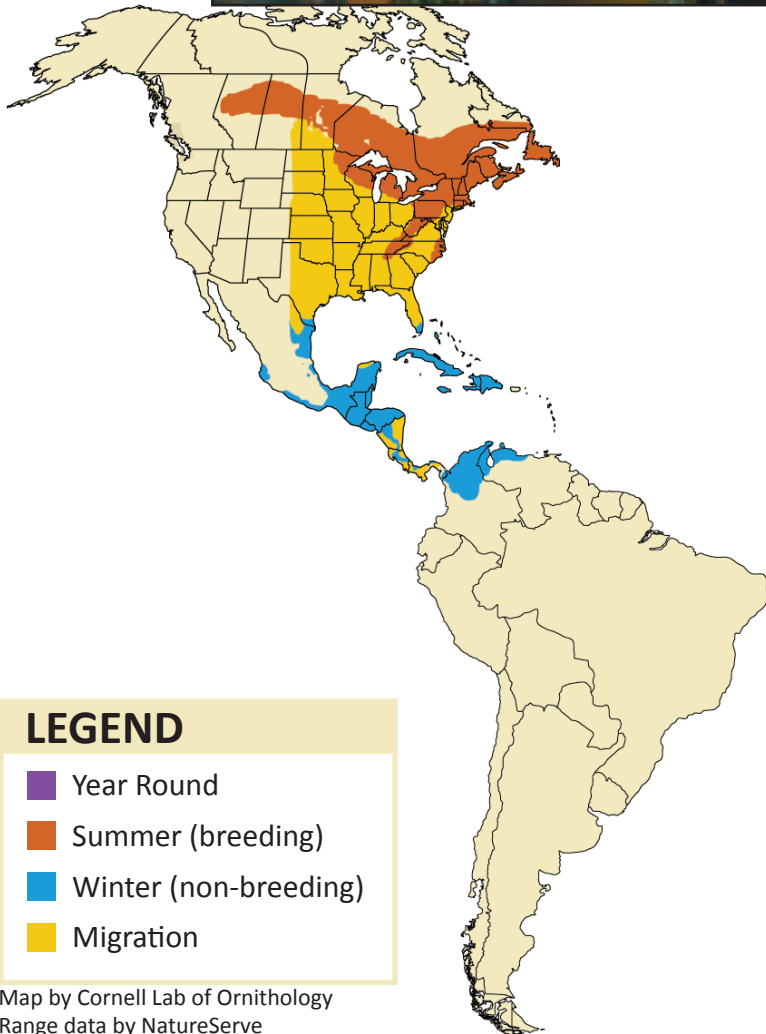 LEGEND
Year Round
Summer (breeding)
Winter (non-breeding)
Migration
Map by Cornell Lab of Ornithology
Range data by NatureServe